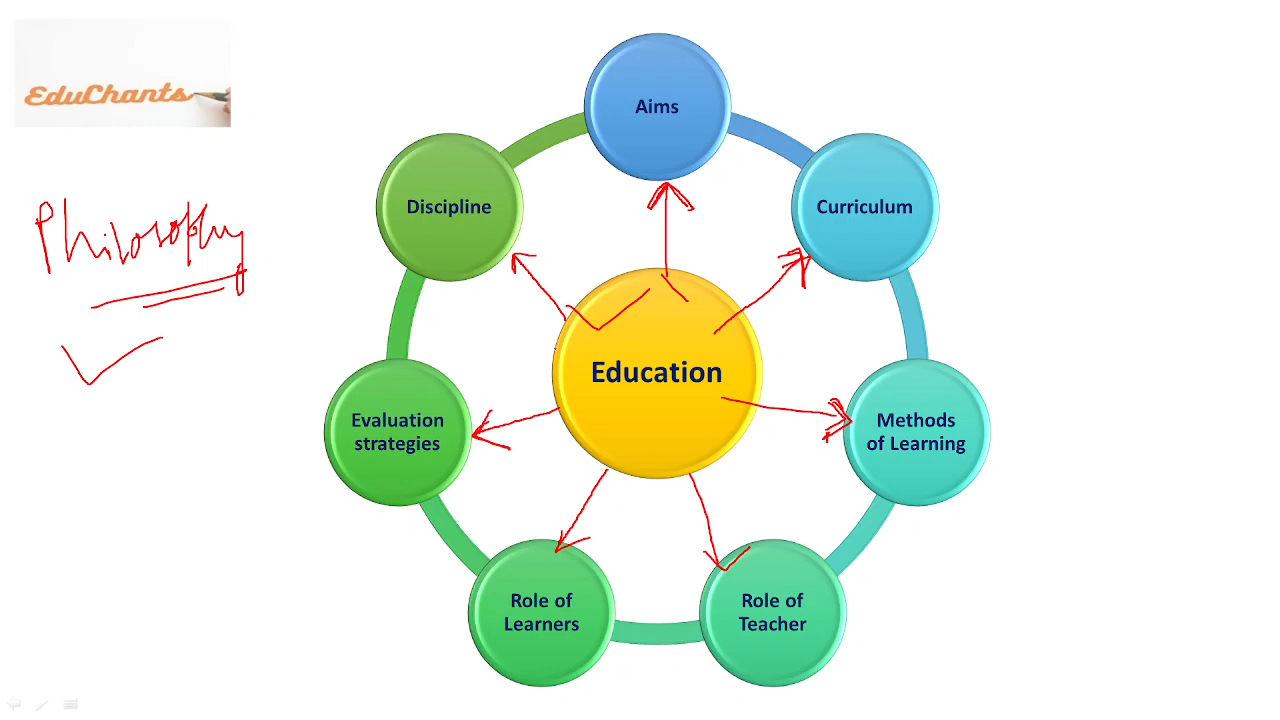 EduChants
Philosophy
Aims
Discipline
Curriculum
Education
Evaluation
strategies
Methods
of Learning
Role of
Learners
Role of
Teacher